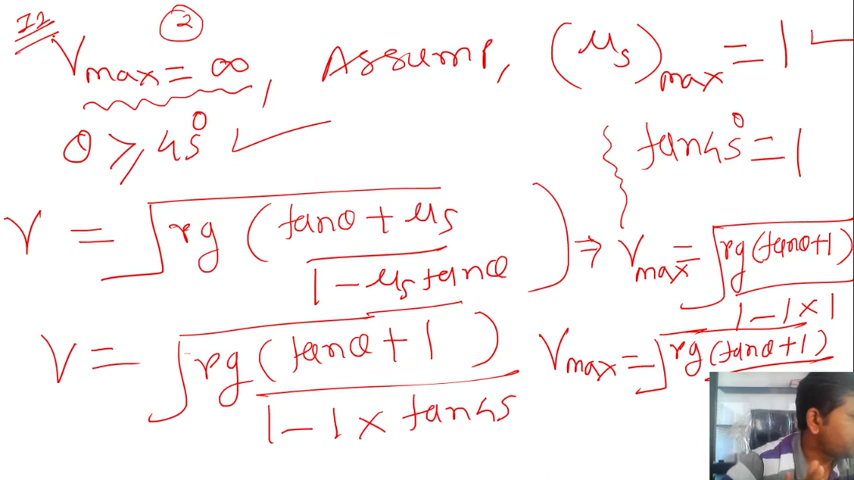 II ②
Vmax = ∞, Assump, (μs)max = 1
θ ≥ 45° ✓
{ tan45° = 1
V = √rg (tanθ + μs / 1 - μs tanθ) ⇒ Vmax = √rg(tanθ+1) / 1 - 1×1
V = √rg (tanθ + 1) / 1 - 1 × tan45
Vmax = √rg(tanθ+1)